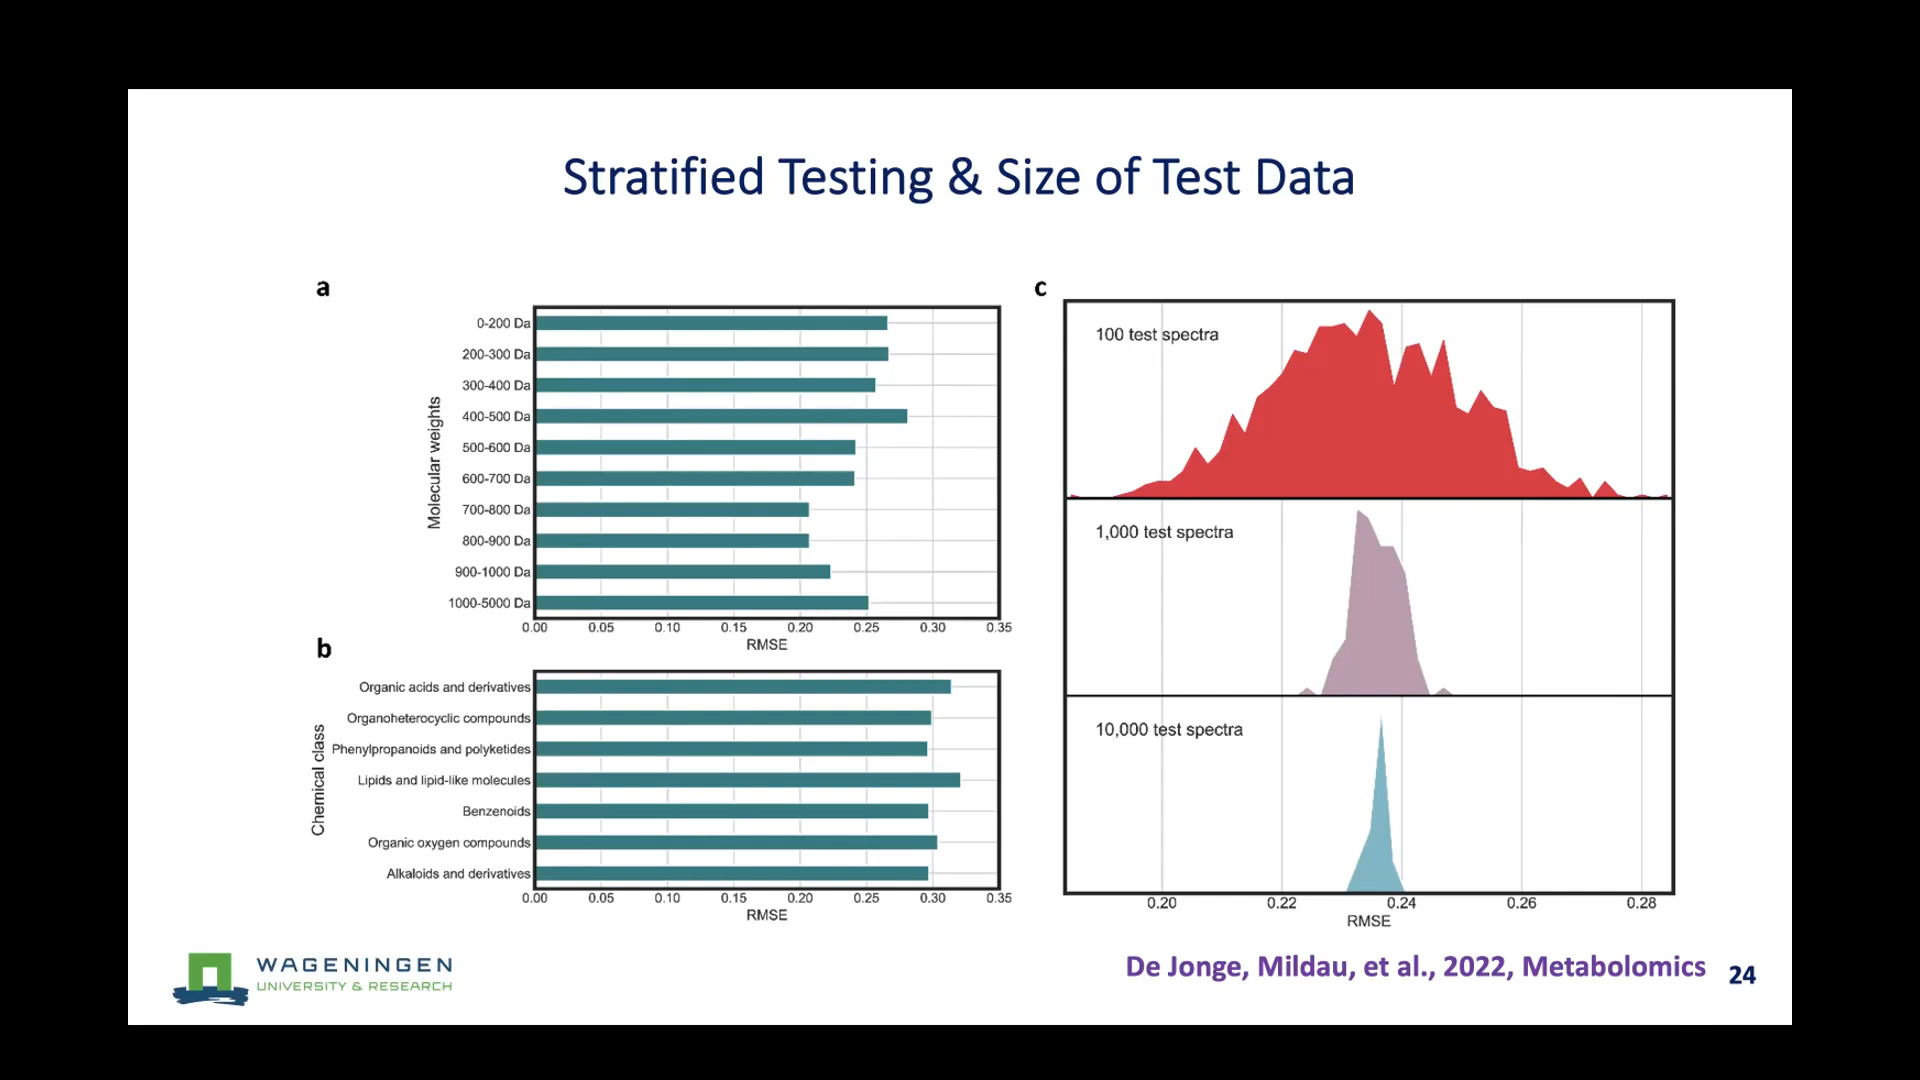 Stratified Testing & Size of Test Data
a
Molecular weights
0-200 Da
200-300 Da
300-400 Da
400-500 Da
500-600 Da
600-700 Da
700-800 Da
800-900 Da
900-1000 Da
1000-5000 Da
0.00 0.05 0.10 0.15 0.20 0.25 0.30 0.35
RMSE
b
Chemical class
Organic acids and derivatives
Organoheterocyclic compounds
Phenylpropanoids and polyketides
Lipids and lipid-like molecules
Benzenoids
Organic oxygen compounds
Alkaloids and derivatives
0.00 0.05 0.10 0.15 0.20 0.25 0.30 0.35
RMSE
c
100 test spectra
1,000 test spectra
10,000 test spectra
0.20 0.22 0.24 0.26 0.28
RMSE
WAGENINGEN
UNIVERSITY & RESEARCH
De Jonge, Mildau, et al., 2022, Metabolomics
24